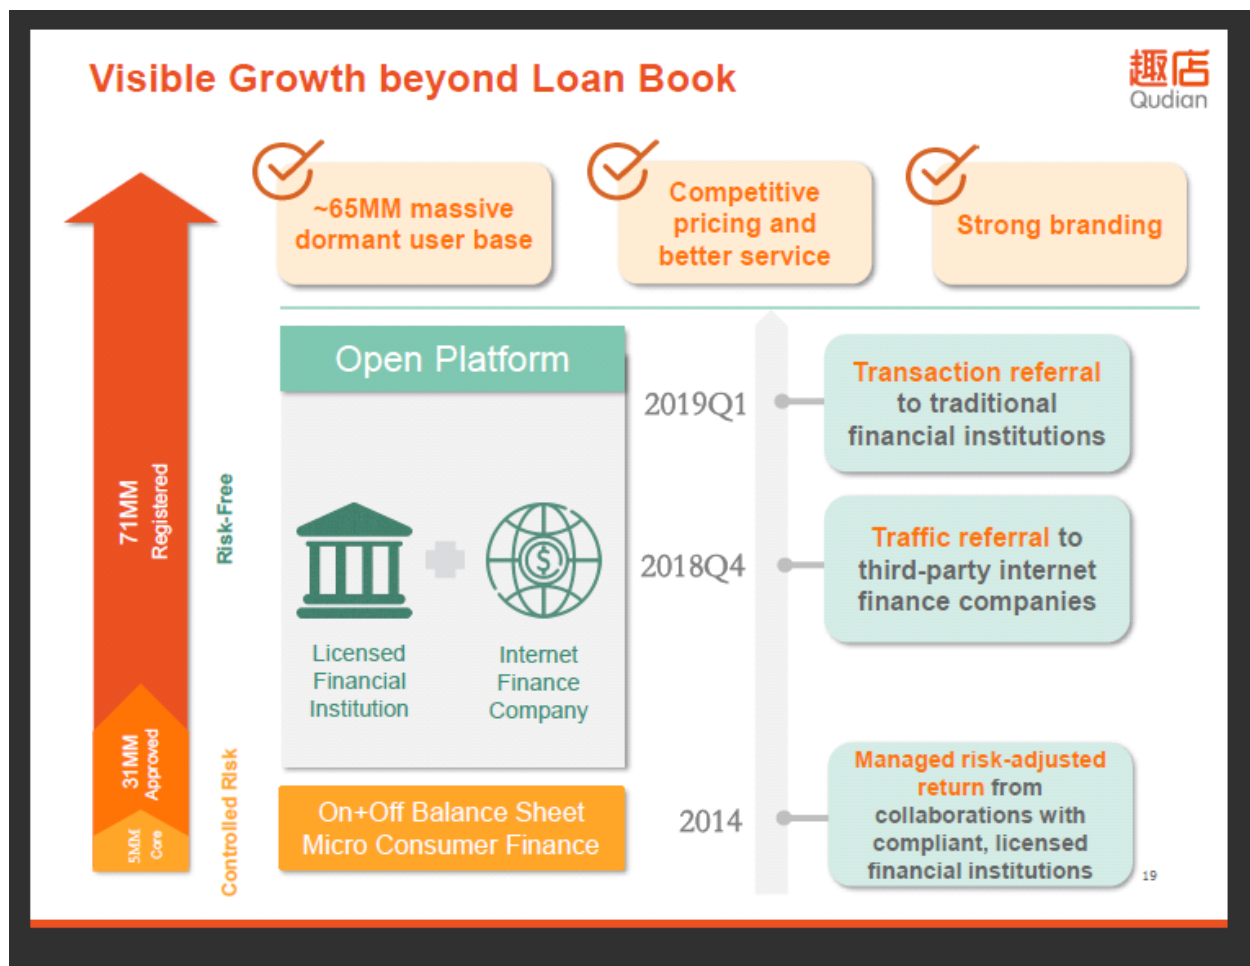 Visible Growth beyond Loan Book
趣店
Qudian
~65MM massive
dormant user base
Competitive
pricing and
better service
Strong branding
71MM
Registered
31MM
Approved
5MM
Core
Risk-Free
Controlled Risk
Open Platform
Licensed
Financial
Institution
Internet
Finance
Company
On+Off Balance Sheet
Micro Consumer Finance
2019Q1
Transaction referral
to traditional
financial institutions
2018Q4
Traffic referral to
third-party internet
finance companies
2014
Managed risk-adjusted
return from
collaborations with
compliant, licensed
financial institutions
$
19